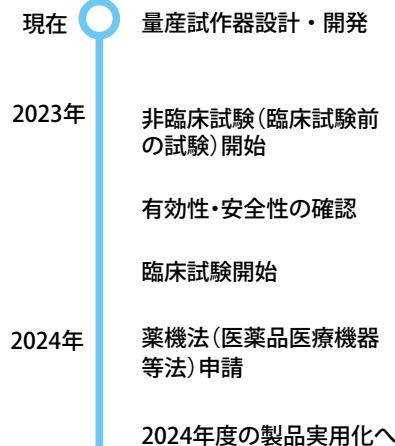 現在 量産試作器設計・開発
2023年 非臨床試験（臨床試験前
の試験）開始
有効性・安全性の確認
臨床試験開始
2024年 薬機法（医薬品医療機器
等法）申請
2024年度の製品実用化へ